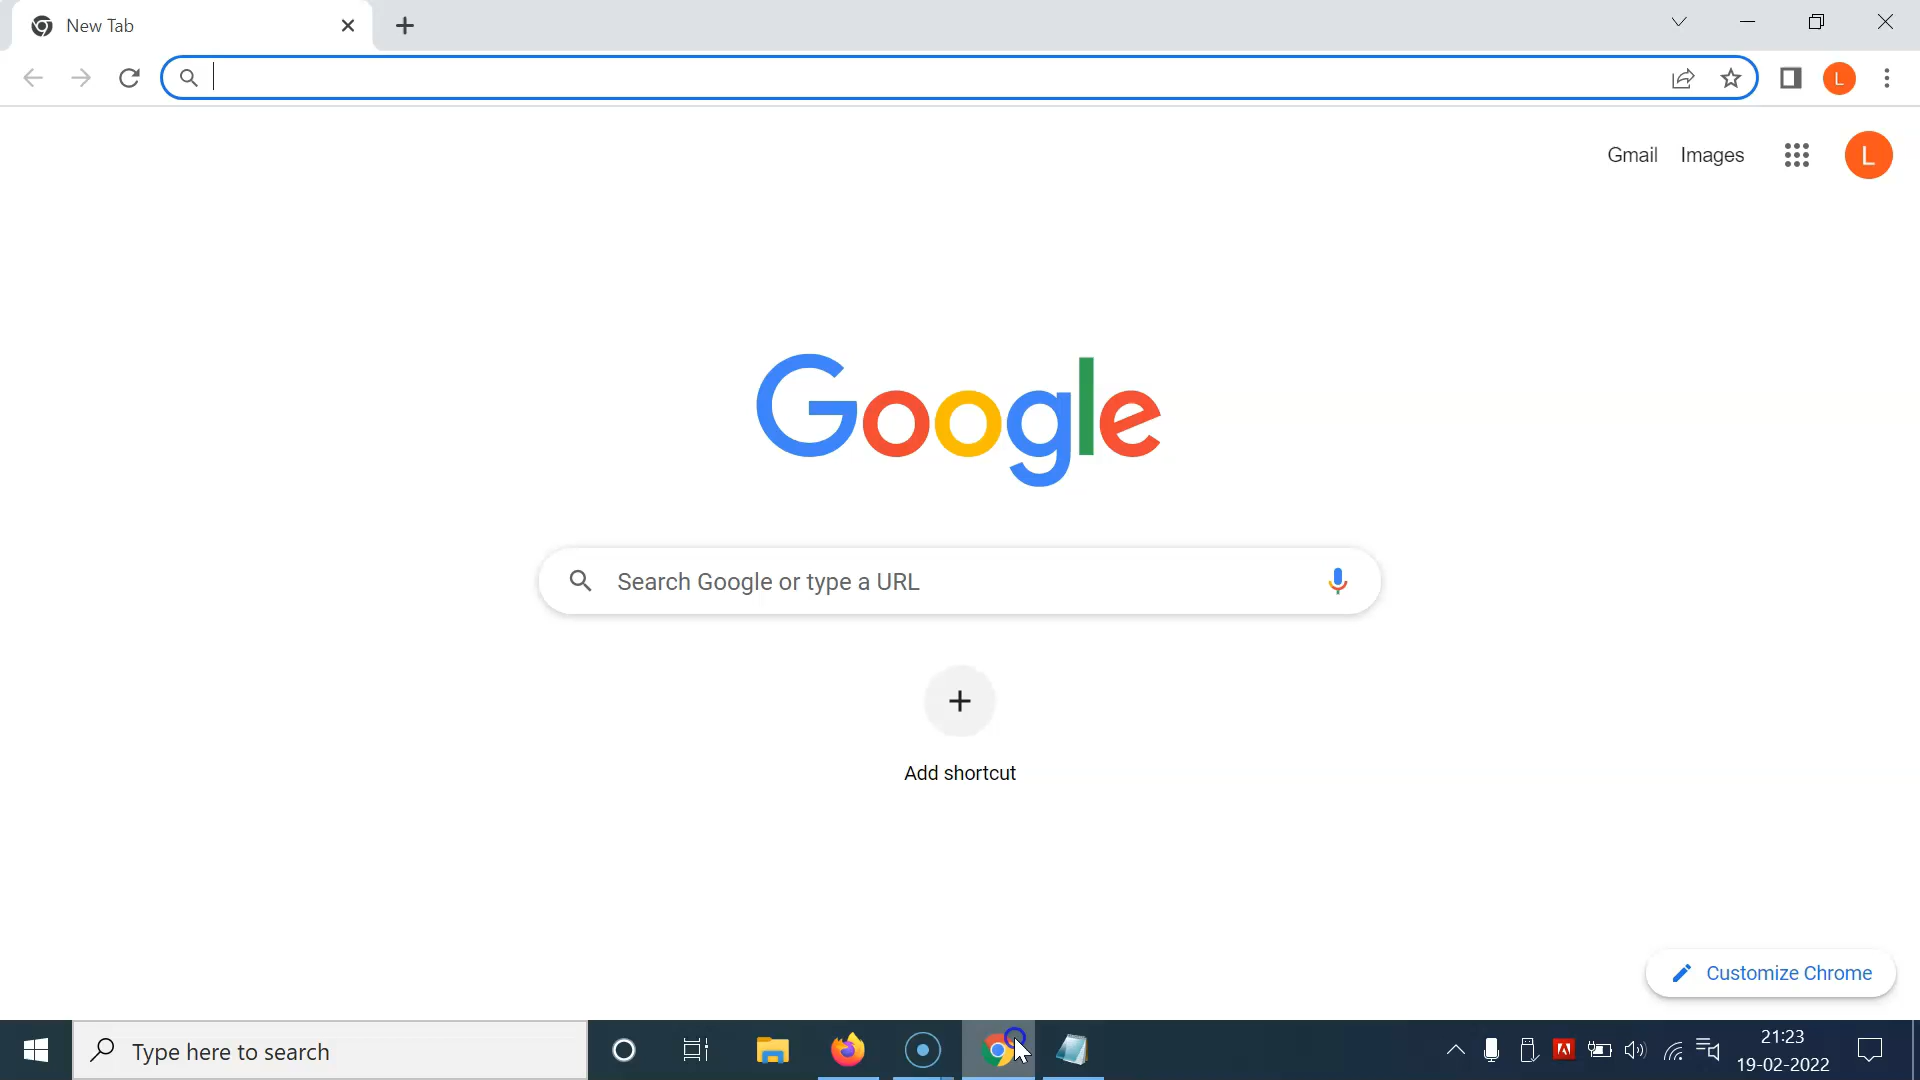 New Tab
Gmail Images
L
L
Google
Search Google or type a URL
Add shortcut
Customize Chrome
Type here to search
21:23
19-02-2022